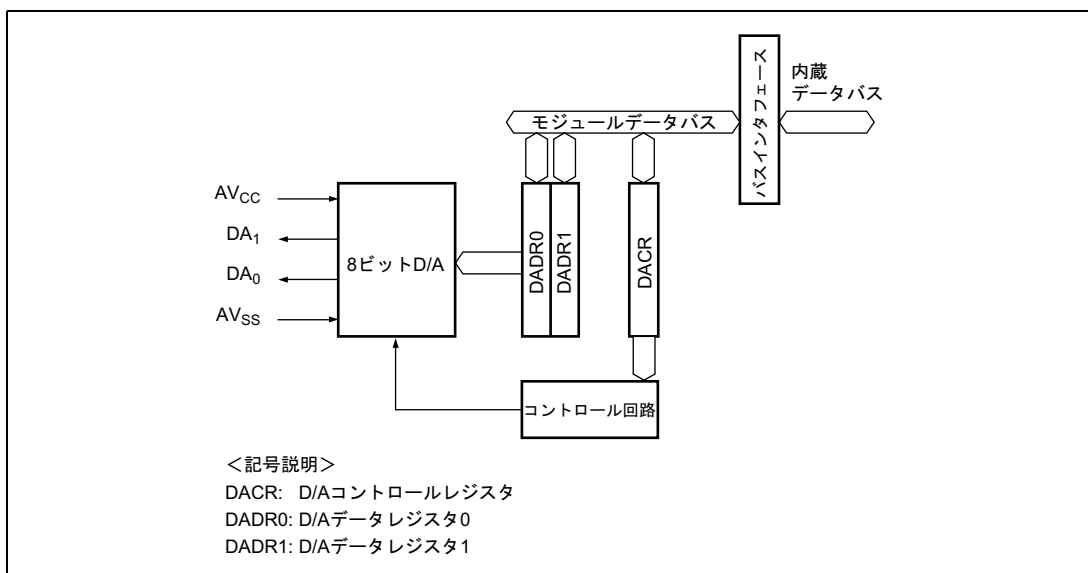 内蔵
データバス
バスインタフェース
モジュールデータバス
AVCC
DA1
DA0
AVSS
8ビットD/A
DADR0
DADR1
DACR
コントロール回路
＜記号説明＞
DACR: D/Aコントロールレジスタ
DADR0: D/Aデータレジスタ0
DADR1: D/Aデータレジスタ1